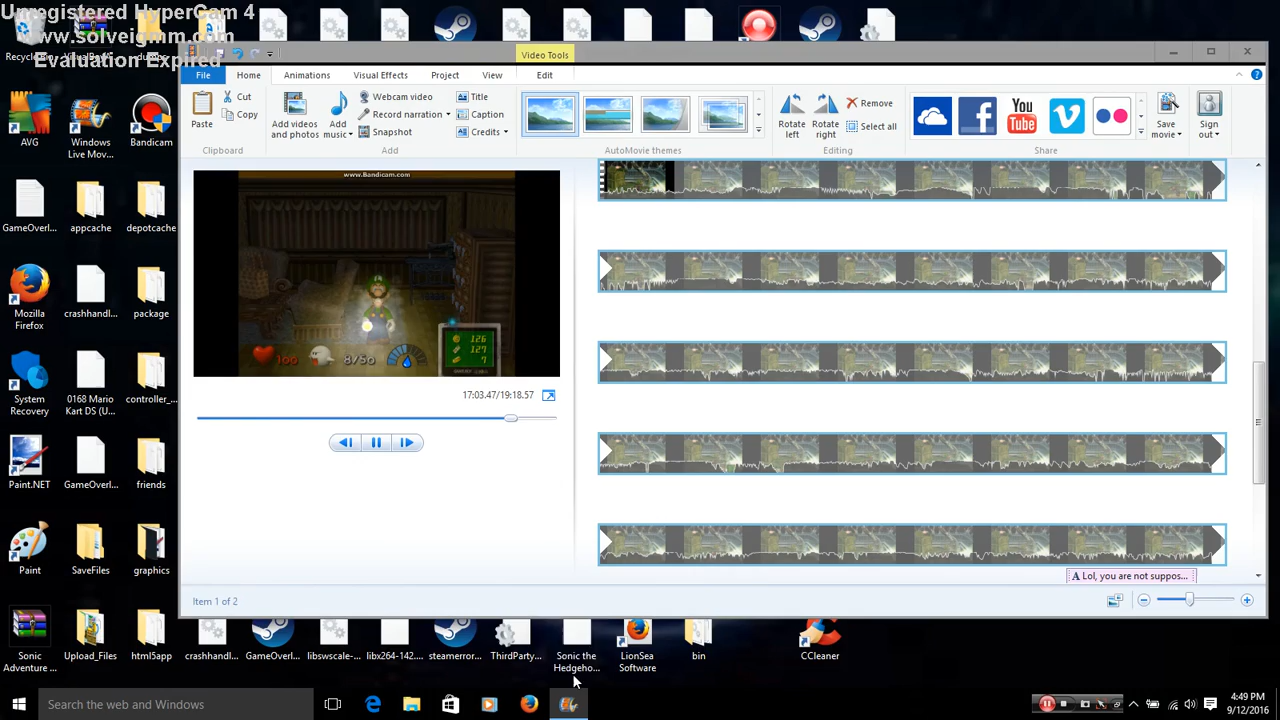 Unregistered HyperCam 4
www.solveigmm.com
Evaluation Expired
Video Tools
File
Home
Animations
Visual Effects
Project
View
Edit
Paste
Cut
Copy
Clipboard
Add videos
and photos
Add
music
Webcam video
Record narration
Snapshot
Title
Caption
Credits
Add
AutoMovie themes
Rotate
left
Rotate
right
Remove
Select all
Editing
You
Tube
Share
Save
movie
Sign
out
www.Bandicam.com
100
8/50
126
127
7
17:03.47/19:18.57
A Lol, you are not suppos...
Item 1 of 2
AVG
Windows
Live Mov...
Bandicam
GameOverl...
appcache
depotcache
Mozilla
Firefox
crashhandl...
package
System
Recovery
0168 Mario
Kart DS (U...
controller_...
Paint.NET
GameOverl...
friends
Paint
SaveFiles
graphics
Sonic
Adventure ...
Upload_Files
html5app
crashhandl...
GameOverl...
libswscale-...
libx264-142...
steamerror...
ThirdParty...
Sonic the
Hedgeho...
LionSea
Software
bin
CCleaner
Search the web and Windows
4:49 PM
9/12/2016